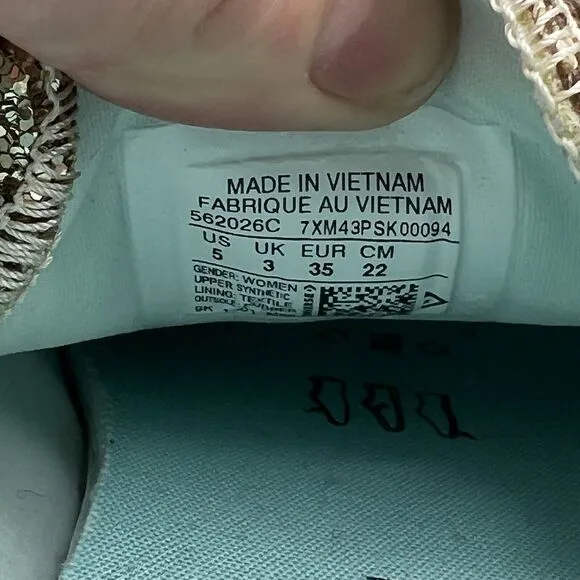 MADE IN VIETNAM
FABRIQUE AU VIETNAM
562026C 7XM43PSK00094
US UK EUR CM
5 3 35 22
GENDER: WOMEN
UPPER SYNTHETIC
LINING: TEXTILE
OUTSOLE